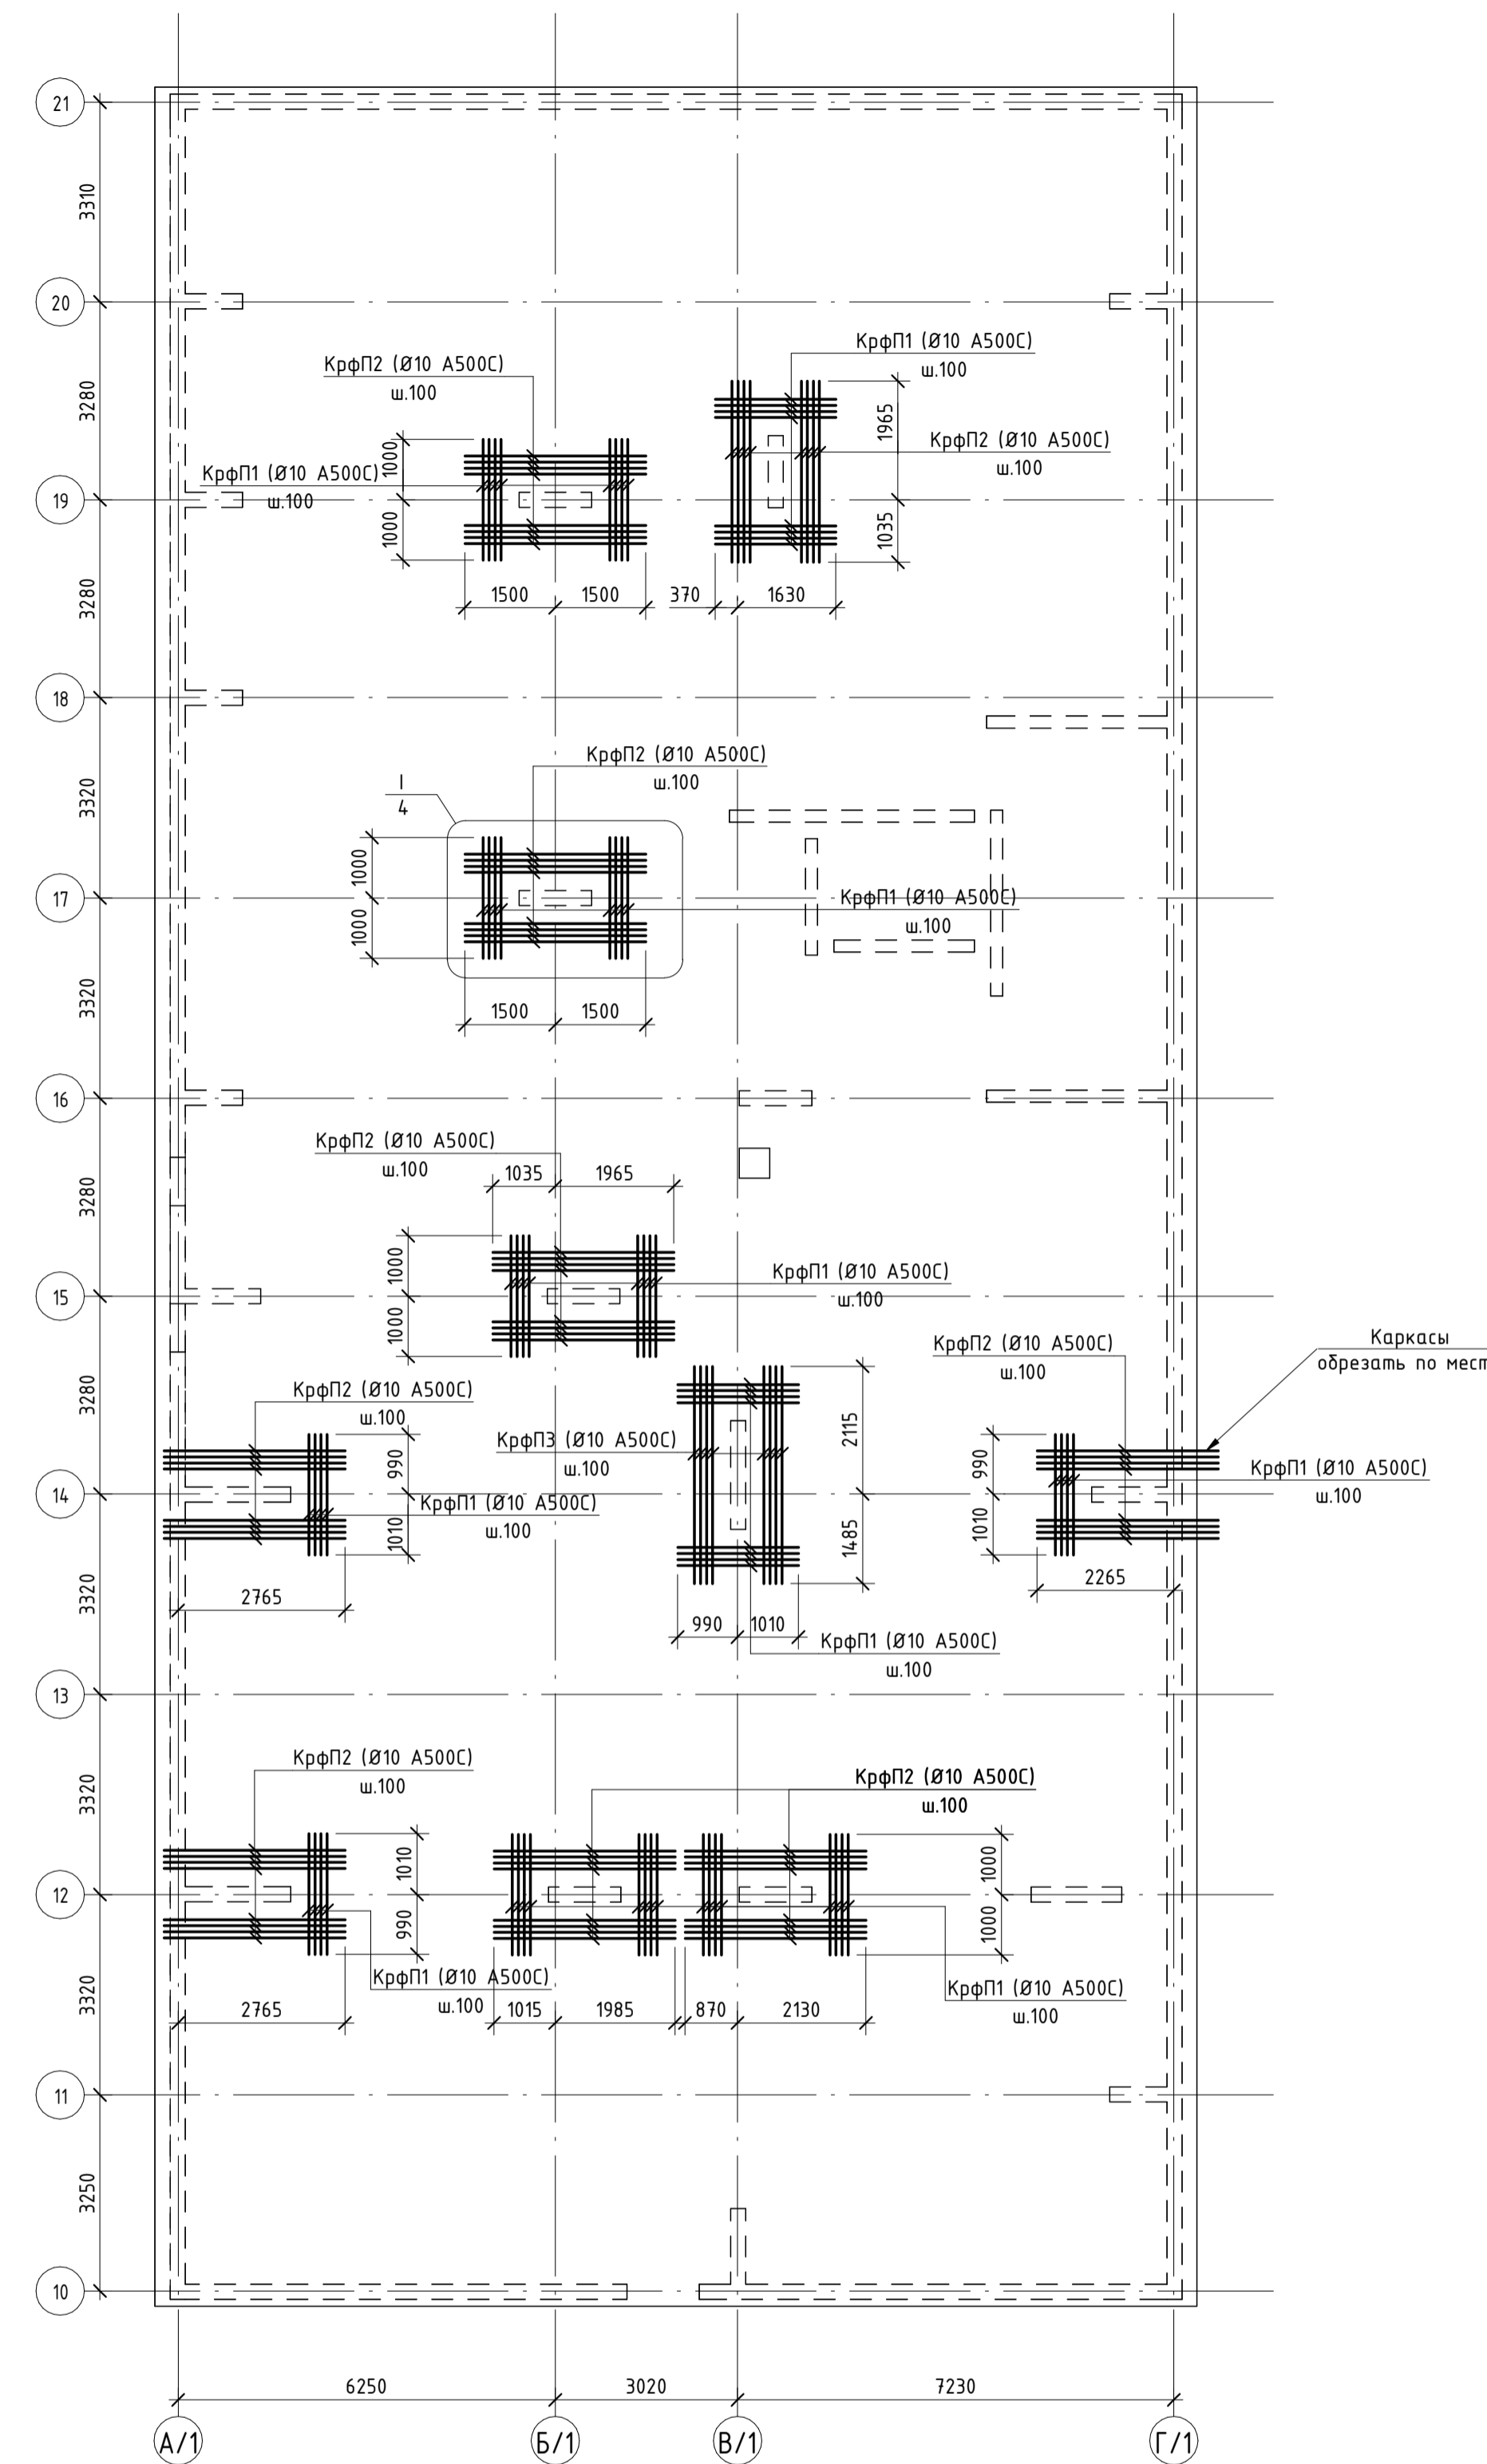 21
3310
20
КрфП1 (Ø10 А500С)
ш.100
КрфП2 (Ø10 А500С)
ш.100
3280
1965
КрфП2 (Ø10 А500С)
ш.100
1000
КрфП1 (Ø10 А500С)
ш.100
19
1000
1035
3280
1500
1500
370
1630
18
КрфП2 (Ø10 А500С)
ш.100
I
4
3320
1000
17
КрфП1 (Ø10 А500С)
ш.100
1000
3320
1500
1500
16
КрфП2 (Ø10 А500С)
ш.100
1035
1965
3280
1000
КрфП1 (Ø10 А500С)
ш.100
15
1000
КрфП2 (Ø10 А500С)
ш.100
Каркасы
обрезать по мест
3280
КрфП2 (Ø10 А500С)
ш.100
2115
КрфП3 (Ø10 А500С)
ш.100
990
990
КрфП1 (Ø10 А500С)
ш.100
14
КрфП1 (Ø10 А500С)
ш.100
1010
1485
1010
3320
2765
2265
990
1010
КрфП1 (Ø10 А500С)
ш.100
13
КрфП2 (Ø10 А500С)
ш.100
КрфП2 (Ø10 А500С)
ш.100
3320
1010
1000
12
990
1000
КрфП1 (Ø10 А500С)
ш.100
КрфП1 (Ø10 А500С)
ш.100
3320
2765
1015
1985
870
2130
11
3250
10
6250
3020
7230
А/1
Б/1
В/1
Г/1